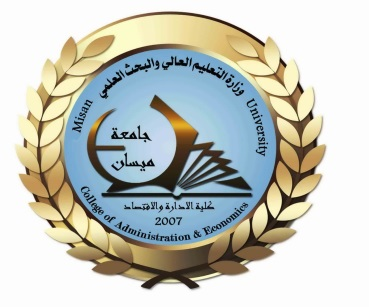 وزارة التعليم العالي والبحث العلمي
Misan
University
جامعة
ميسان
كلية الادارة والاقتصاد
2007
College of Administration & Economics